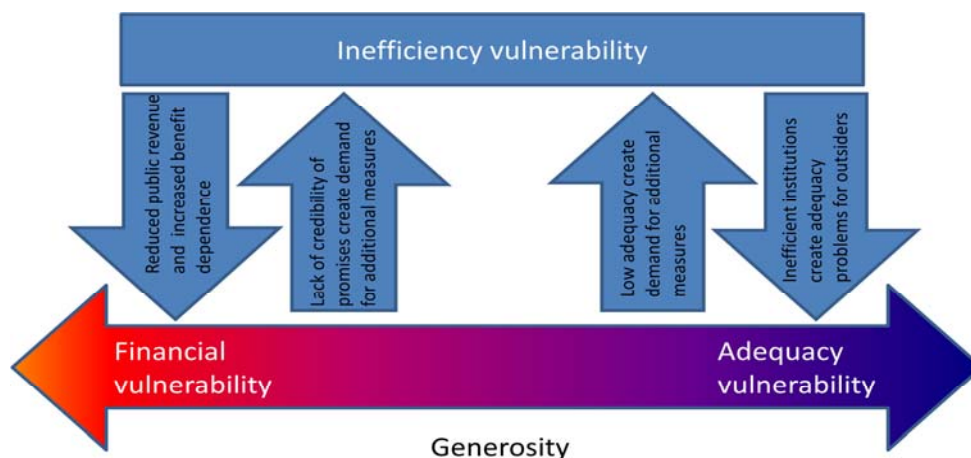 Inefficiency vulnerability
Reduced public revenue
and increased benefit
dependence
Lack of credibility of
promises create demand
for additional measures
Low adequacy create
demand for additional
measures
Inefficient institutions
create adequacy
problems for outsiders
Financial
vulnerability
Adequacy
vulnerability
Generosity